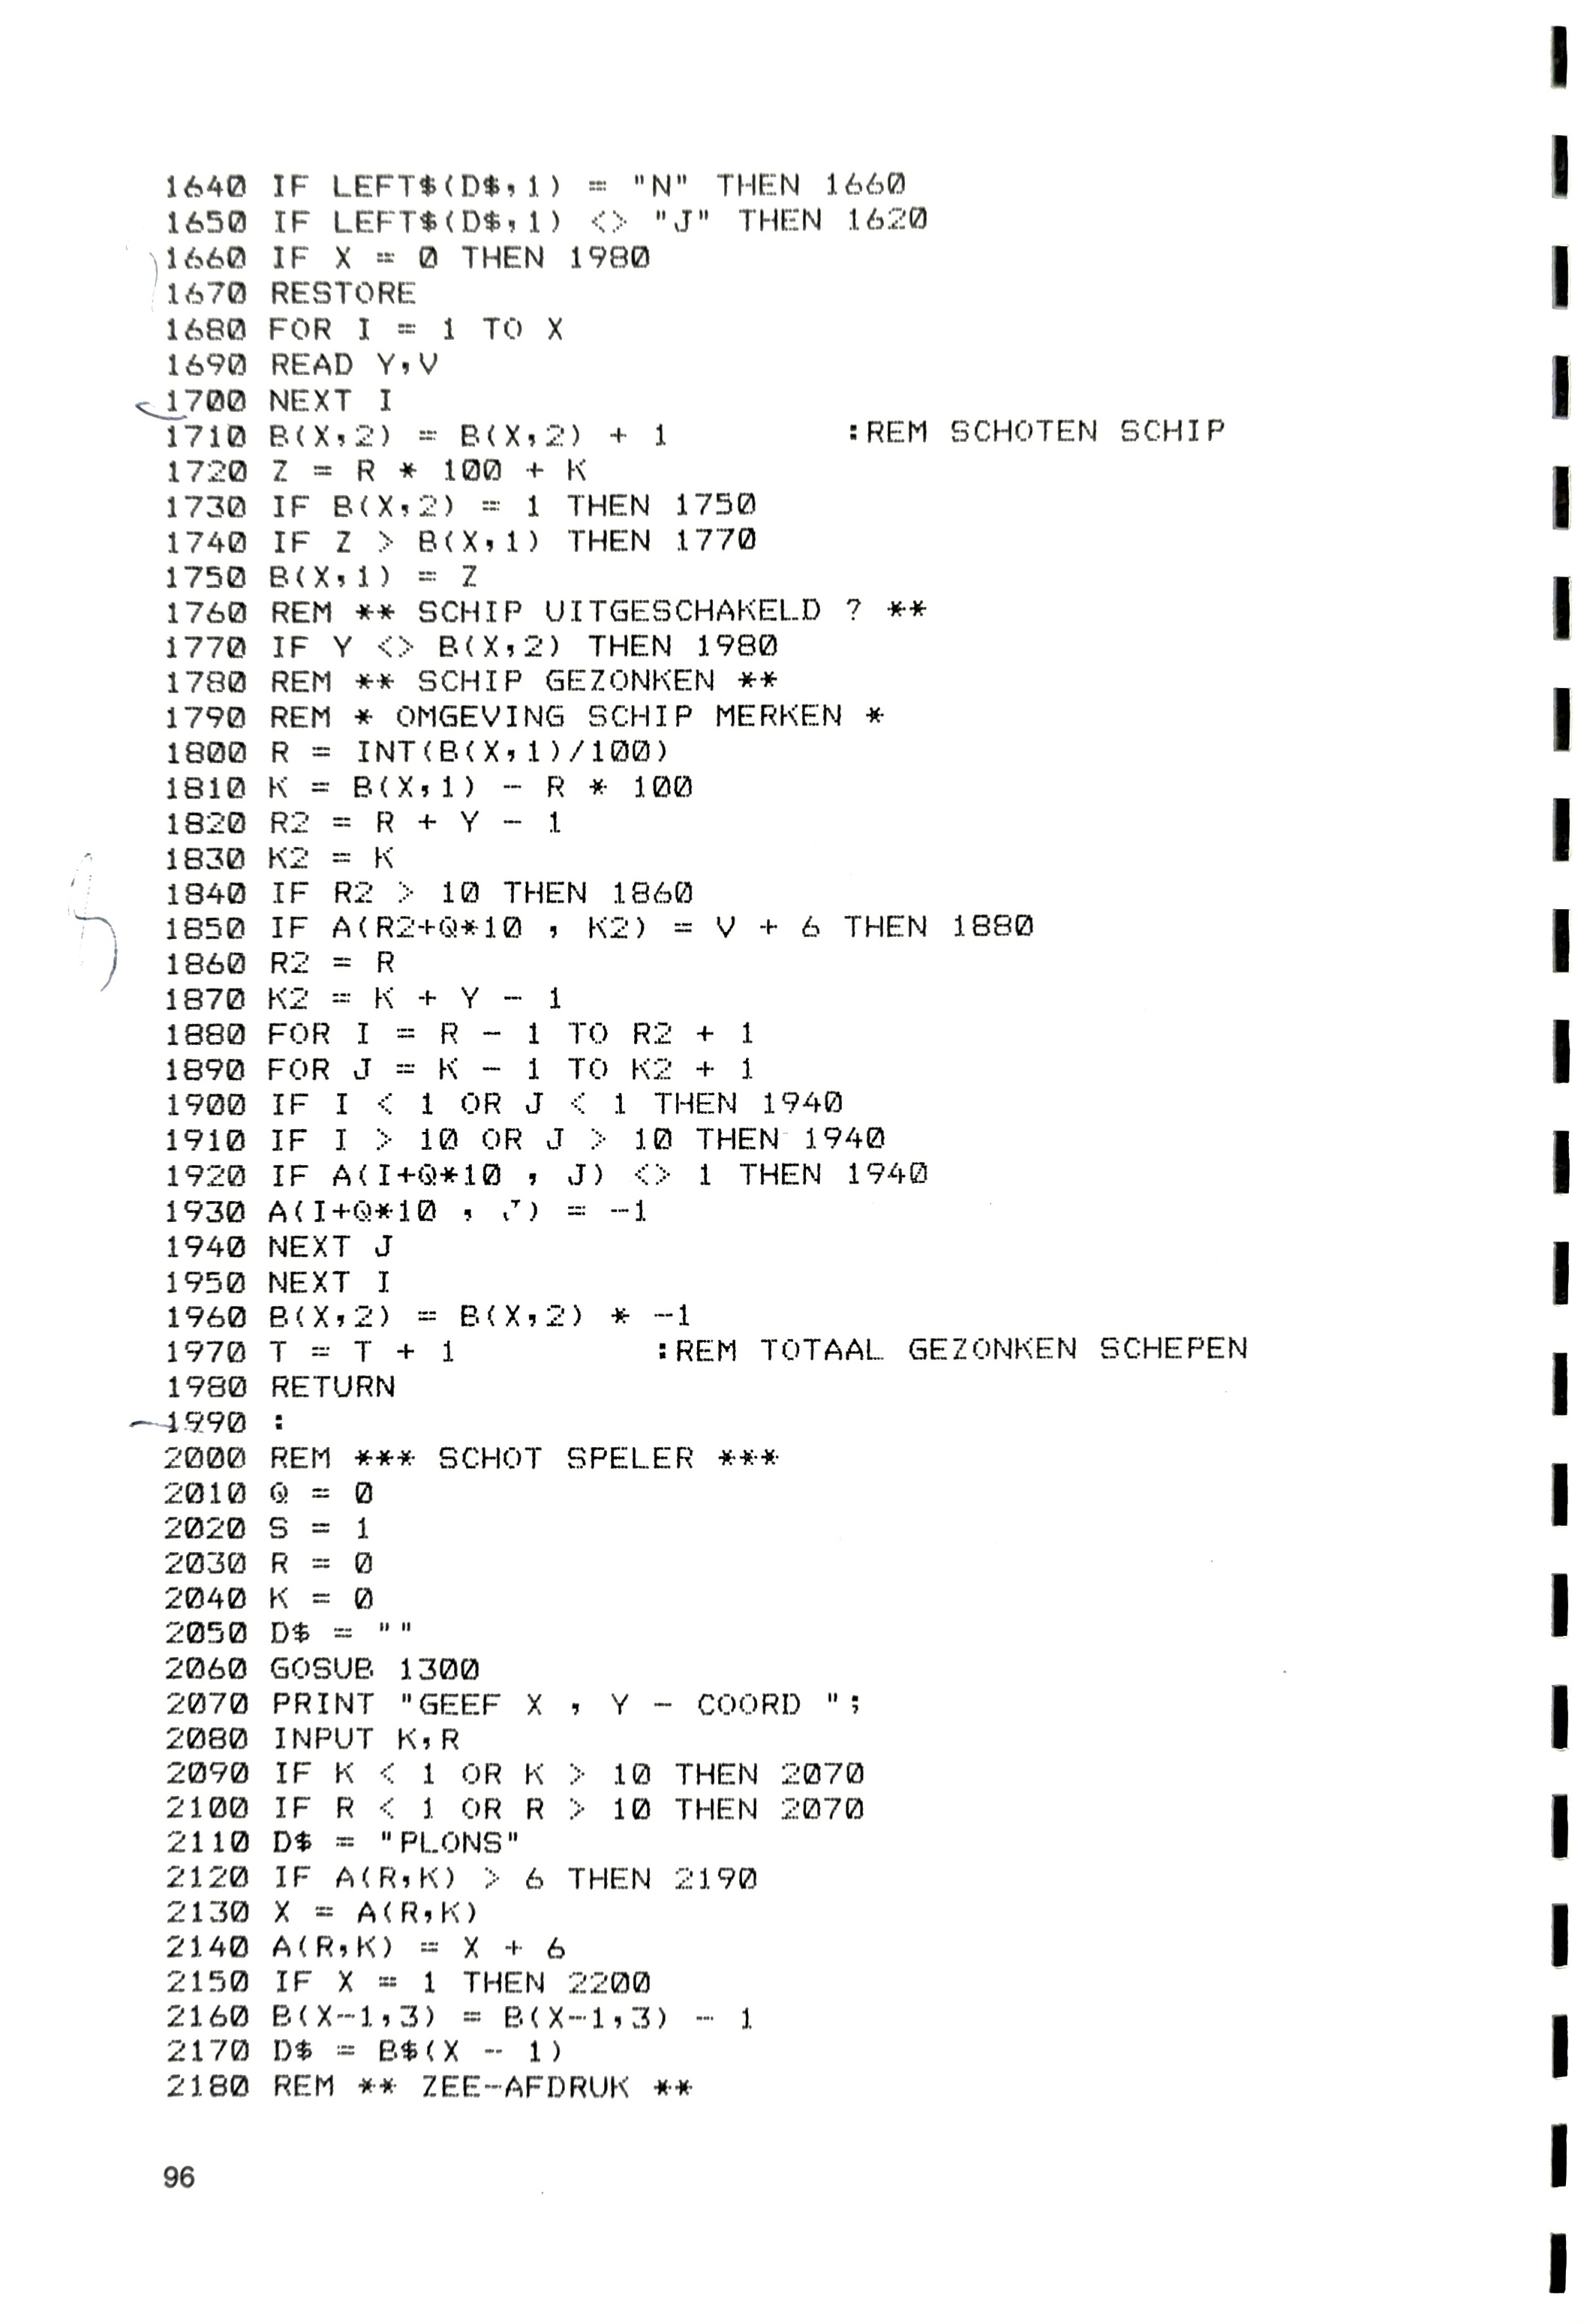 1640 IF LEFT$(D$,1) = "N" THEN 1660
1650 IF LEFT$(D$,1) <> "J" THEN 1620
1660 IF X = 0 THEN 1980
1670 RESTORE
1680 FOR I = 1 TO X
1690 READ Y,V
1700 NEXT I
1710 B(X,2) = B(X,2) + 1 :REM SCHOTEN SCHIP
1720 Z = R * 100 + K
1730 IF B(X,2) = 1 THEN 1750
1740 IF Z > B(X,1) THEN 1770
1750 B(X,1) = Z
1760 REM ** SCHIP UITGESCHAKELD ? **
1770 IF Y <> B(X,2) THEN 1980
1780 REM ** SCHIP GEZONKEN **
1790 REM * OMGEVING SCHIP MERKEN *
1800 R = INT(B(X,1)/100)
1810 K = B(X,1) - R * 100
1820 R2 = R + Y - 1
1830 K2 = K
1840 IF R2 > 10 THEN 1860
1850 IF A(R2+Q*10 , K2) = V + 6 THEN 1880
1860 R2 = R
1870 K2 = K + Y - 1
1880 FOR I = R - 1 TO R2 + 1
1890 FOR J = K - 1 TO K2 + 1
1900 IF I < 1 OR J < 1 THEN 1940
1910 IF I > 10 OR J > 10 THEN 1940
1920 IF A(I+Q*10 , J) <> 1 THEN 1940
1930 A(I+Q*10 , J) = -1
1940 NEXT J
1950 NEXT I
1960 B(X,2) = B(X,2) * -1
1970 T = T + 1 :REM TOTAAL GEZONKEN SCHEPEN
1980 RETURN
1990 :
2000 REM *** SCHOT SPELER ***
2010 Q = 0
2020 S = 1
2030 R = 0
2040 K = 0
2050 D$ = ""
2060 GOSUB 1300
2070 PRINT "GEEF X , Y - COORD ";
2080 INPUT K,R
2090 IF K < 1 OR K > 10 THEN 2070
2100 IF R < 1 OR R > 10 THEN 2070
2110 D$ = "PLONS"
2120 IF A(R,K) > 6 THEN 2190
2130 X = A(R,K)
2140 A(R,K) = X + 6
2150 IF X = 1 THEN 2200
2160 B(X-1,3) = B(X-1,3) - 1
2170 D$ = B$(X - 1)
2180 REM ** ZEE-AFDRUK **
96